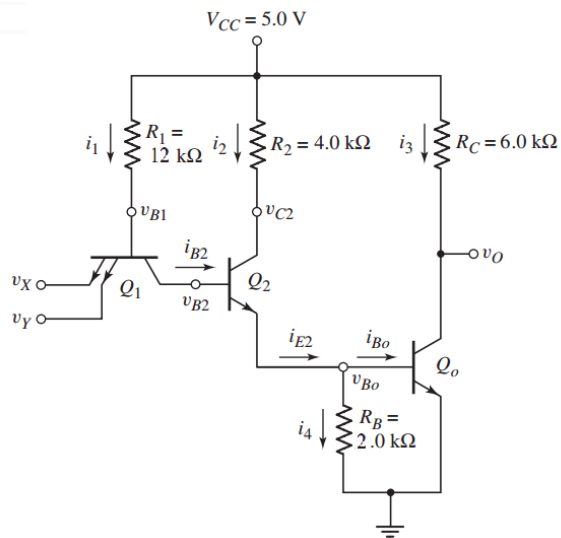 V_CC = 5.0 V
i_1
R_1 =
12 kΩ
i_2
R_2 = 4.0 kΩ
i_3
R_C = 6.0 kΩ
v_B1
v_C2
v_O
i_B2
v_X
Q_1
Q_2
v_B2
v_Y
i_E2
i_Bo
Q_o
v_Bo
i_4
R_B =
2.0 kΩ